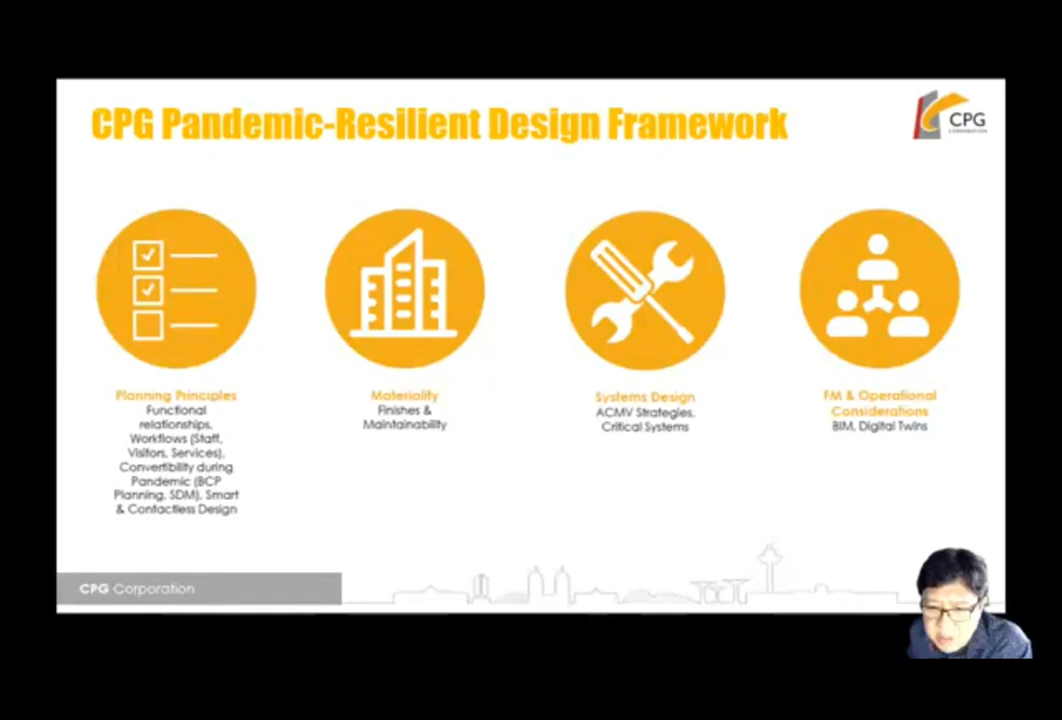 CPG Pandemic-Resilient Design Framework
CPG
Planning Principles
Functional
relationships,
Workflows (Staff,
Visitors, Services),
Convertibility during
Pandemic (BCP
Planning, SDM), Smart
& Contactless Design
Materiality
Finishes &
Maintainability
Systems Design
ACMV Strategies,
Critical Systems
FM & Operational
Considerations
BIM, Digital Twins
CPG Corporation